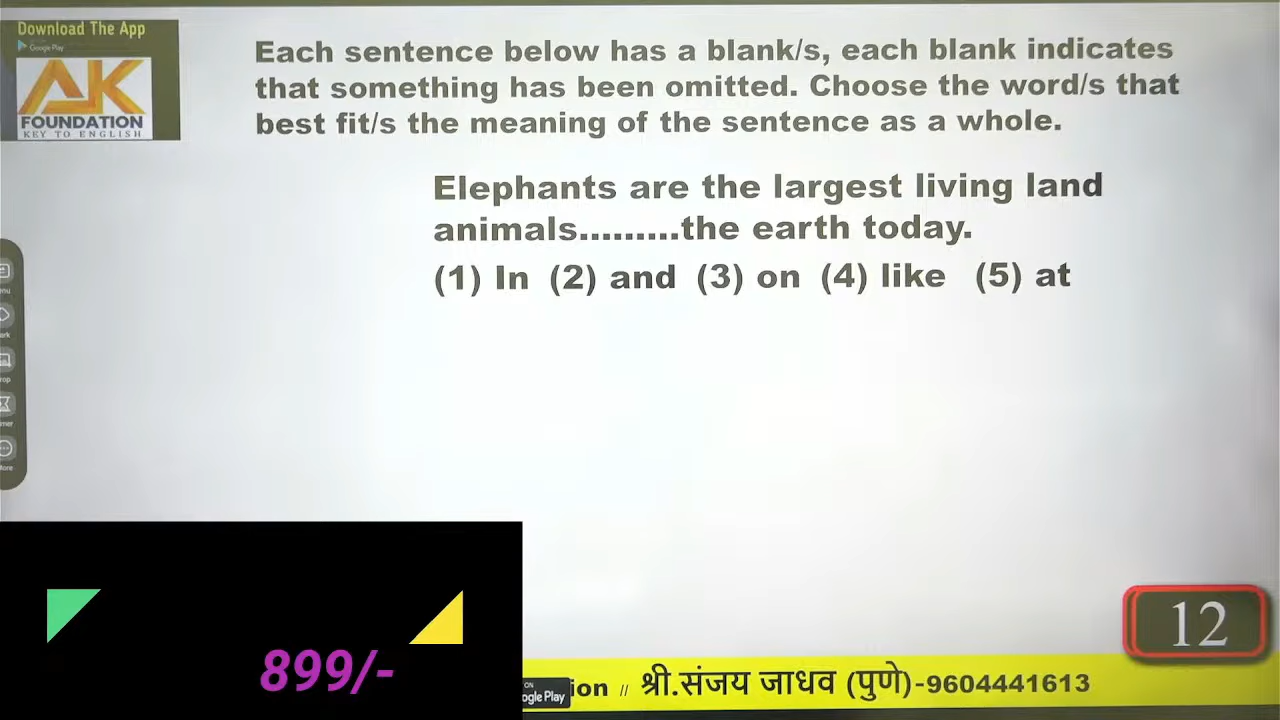 Download The App
Google Play
AK
FOUNDATION
KEY TO ENGLISH
Each sentence below has a blank/s, each blank indicates
that something has been omitted. Choose the word/s that
best fit/s the meaning of the sentence as a whole.
Elephants are the largest living land
animals.........the earth today.
(1) In (2) and (3) on (4) like (5) at
899/-
12
ON
ogle Play
ion // श्री.संजय जाधव (पुणे)-9604441613